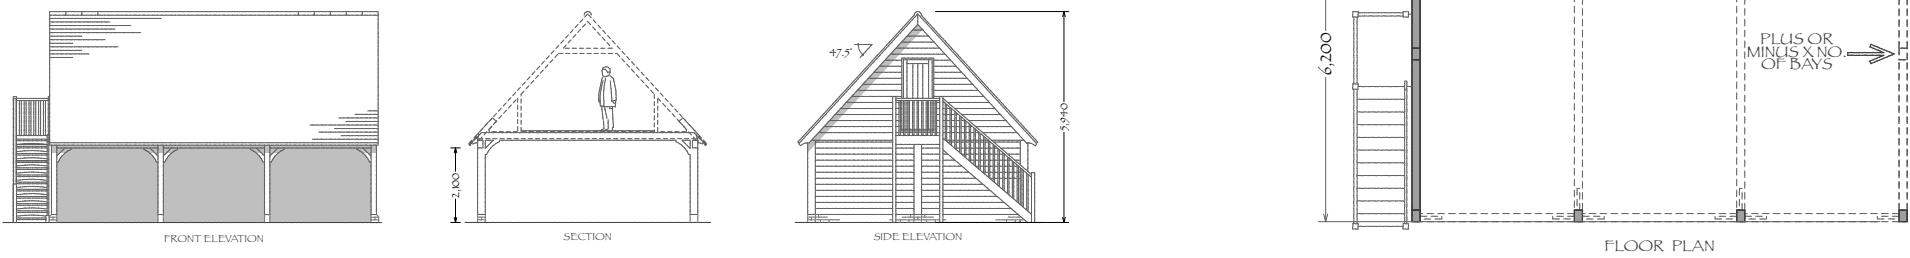 FRONT ELEVATION
2,100
SECTION
47.5°
5,940
SIDE ELEVATION
6,200
PLUS OR
MINUS X NO.
OF BAYS
FLOOR PLAN